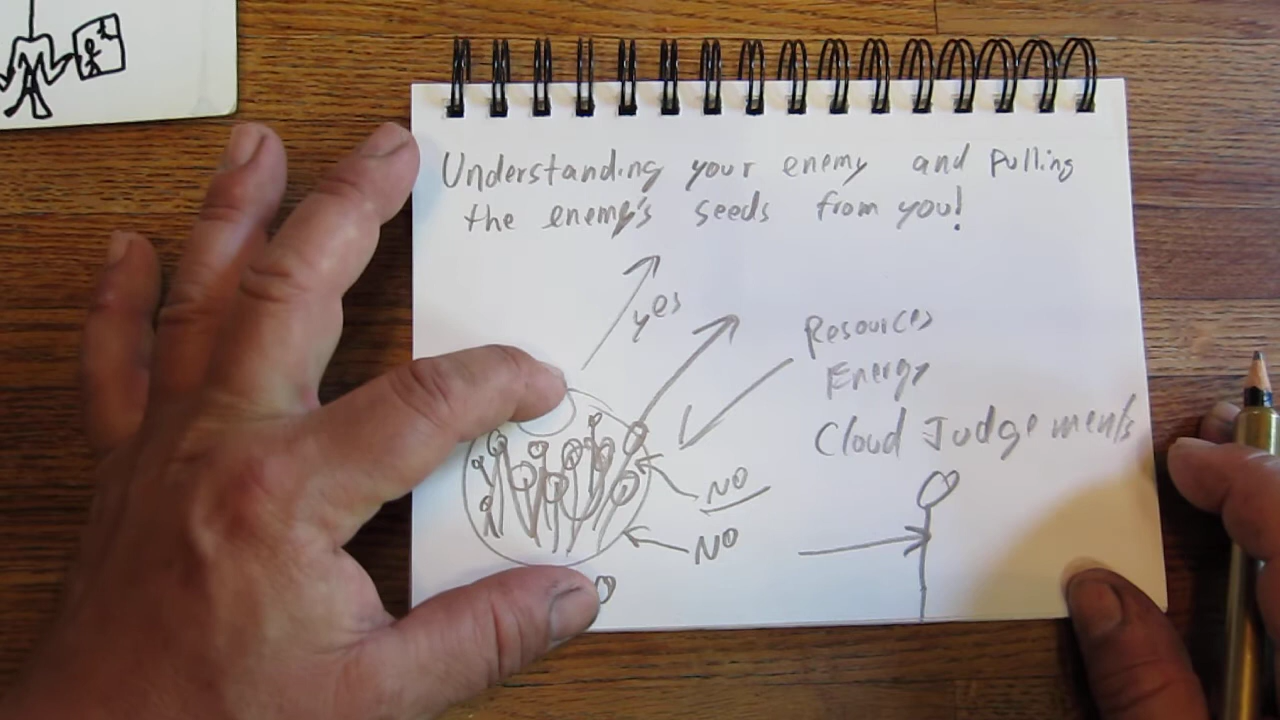 Understanding your enemy and pulling
the enemy's seeds from you!
yes
Resources
Energy
Cloud Judgements
NO
NO